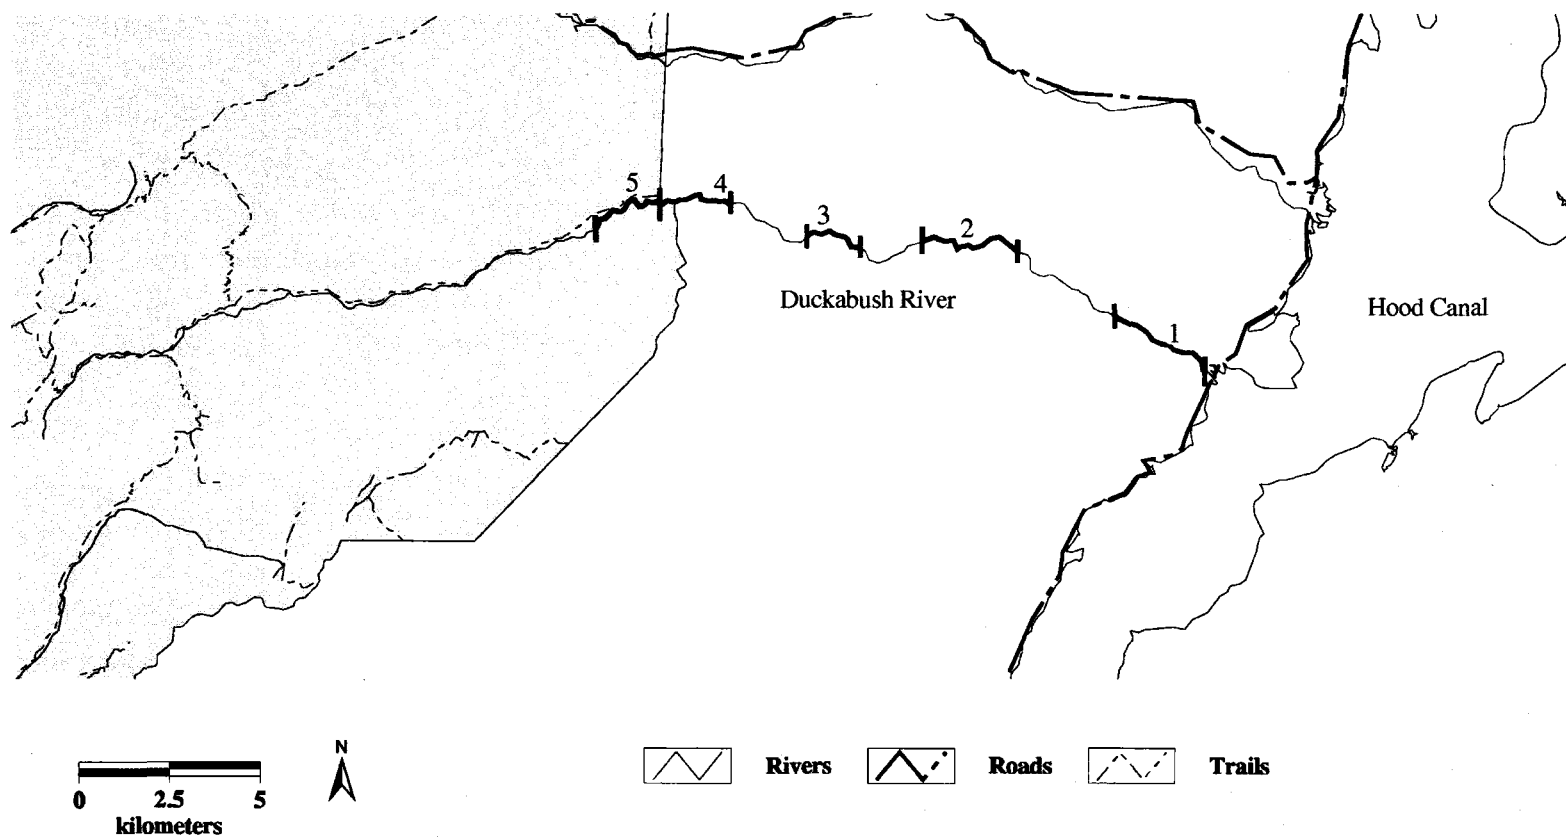 5
4
3
2
Duckabush River
Hood Canal
1
N
Rivers
Roads
Trails
0 2.5 5
kilometers